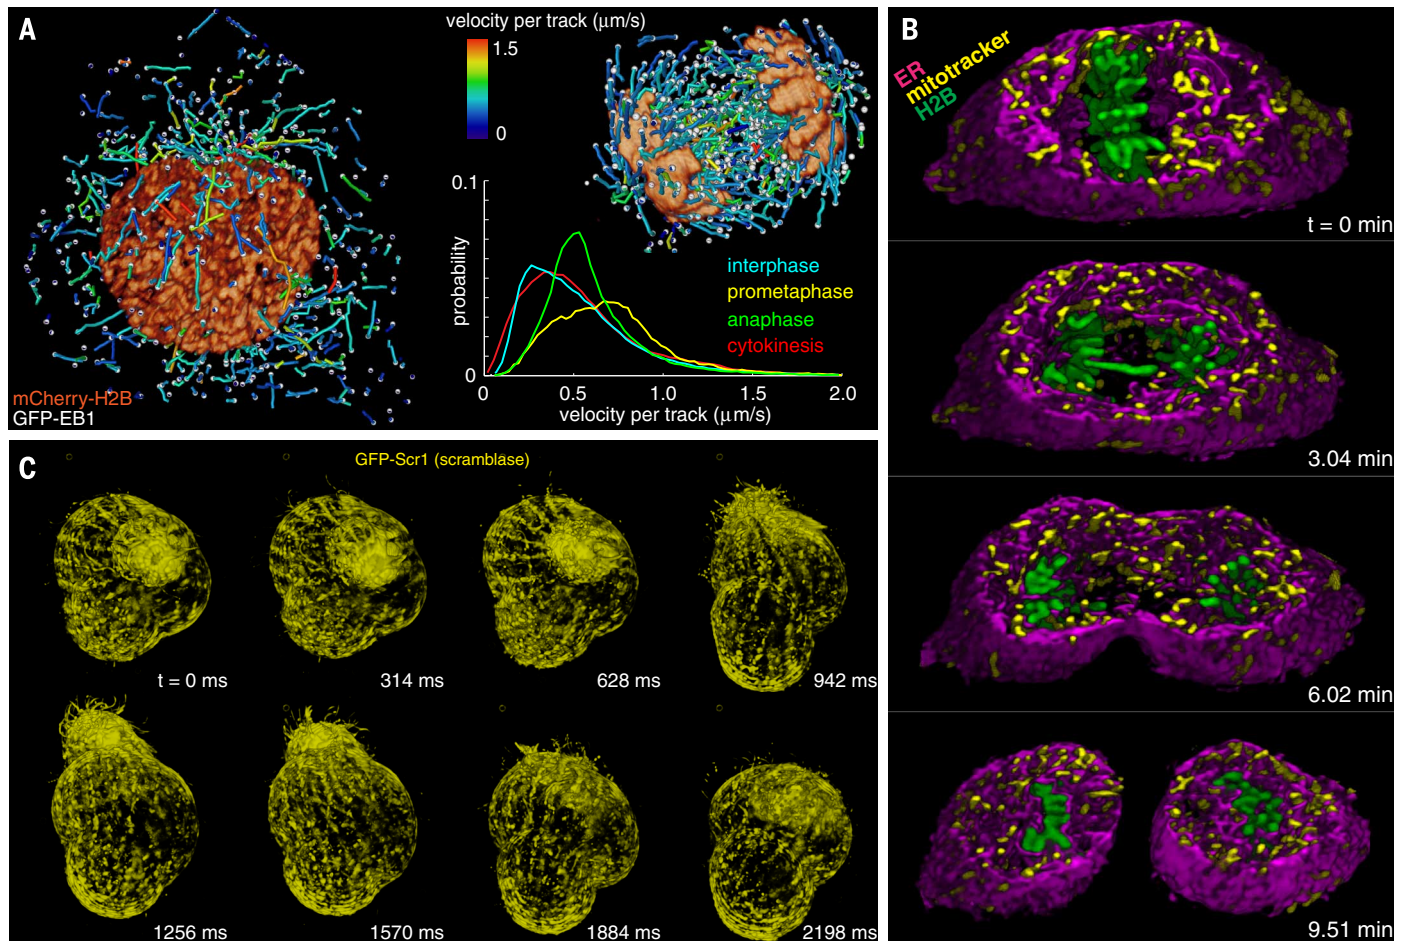 A
velocity per track (μm/s)
1.5
0
0.1
probability
0
interphase
prometaphase
anaphase
cytokinesis
0
0.5
1.0
1.5
2.0
velocity per track (μm/s)
mCherry-H2B
GFP-EB1
B
ER
mitotracker
H2B
t = 0 min
3.04 min
6.02 min
9.51 min
C
GFP-Scr1 (scramblase)
t = 0 ms
314 ms
628 ms
942 ms
1256 ms
1570 ms
1884 ms
2198 ms